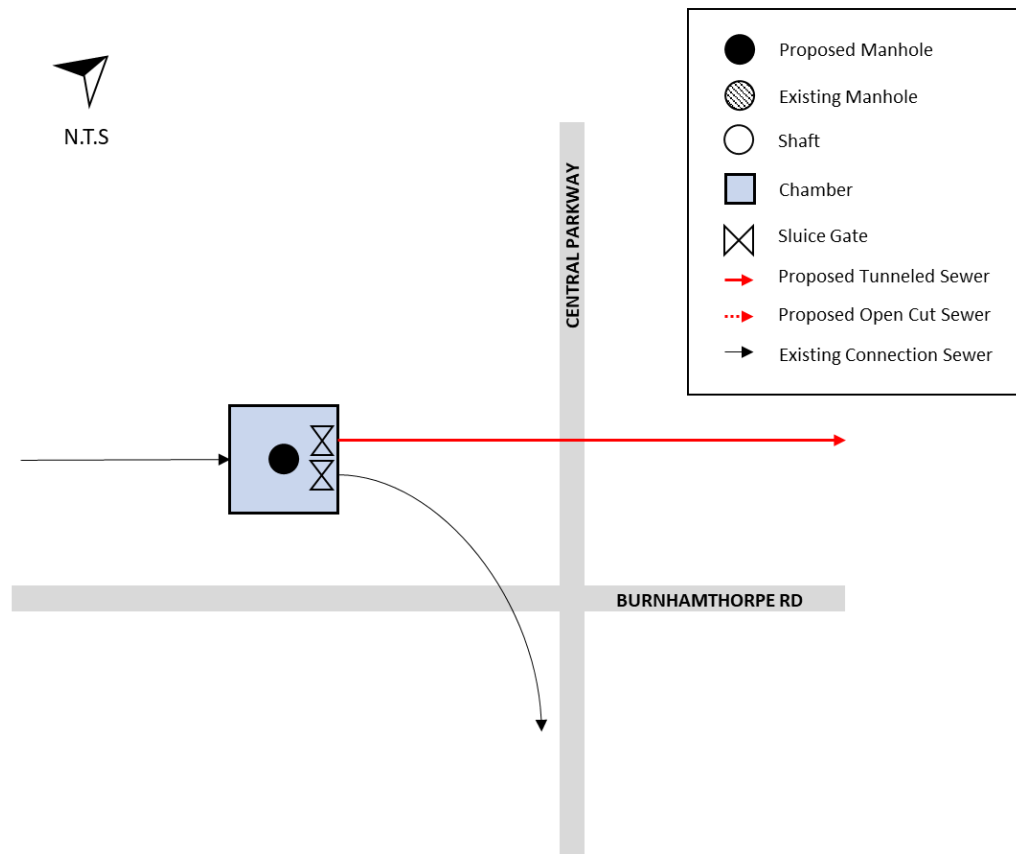 N.T.S
Proposed Manhole
Existing Manhole
Shaft
Chamber
Sluice Gate
Proposed Tunneled Sewer
Proposed Open Cut Sewer
Existing Connection Sewer
CENTRAL PARKWAY
BURNHAMTHORPE RD